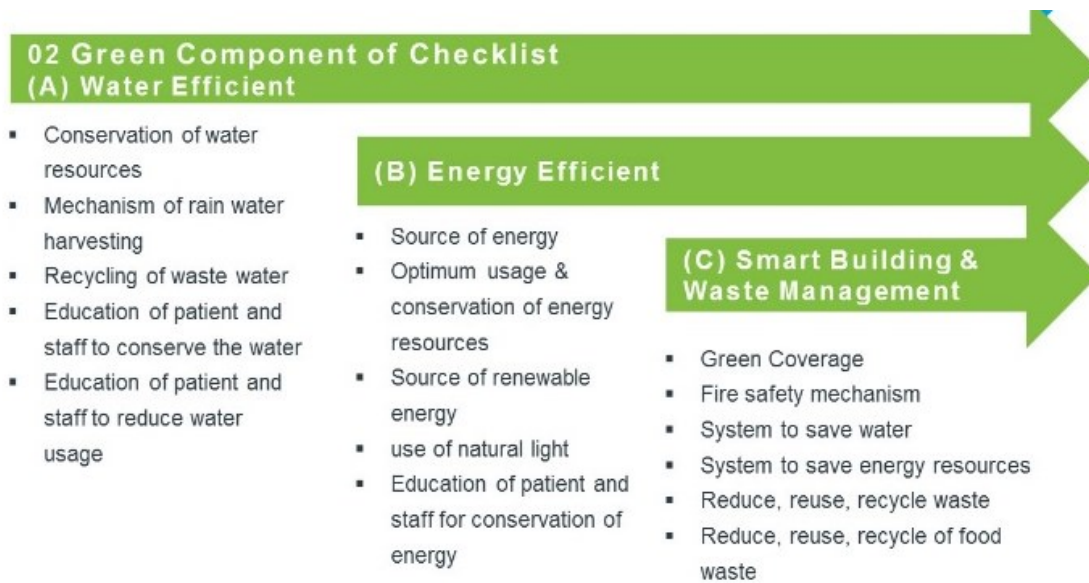 02 Green Component of Checklist
(A) Water Efficient
▪ Conservation of water
resources
▪ Mechanism of rain water
harvesting
▪ Recycling of waste water
▪ Education of patient and
staff to conserve the water
▪ Education of patient and
staff to reduce water
usage
(B) Energy Efficient
▪ Source of energy
▪ Optimum usage &
conservation of energy
resources
▪ Source of renewable
energy
▪ use of natural light
▪ Education of patient and
staff for conservation of
energy
(C) Smart Building &
Waste Management
▪ Green Coverage
▪ Fire safety mechanism
▪ System to save water
▪ System to save energy resources
▪ Reduce, reuse, recycle waste
▪ Reduce, reuse, recycle of food
waste